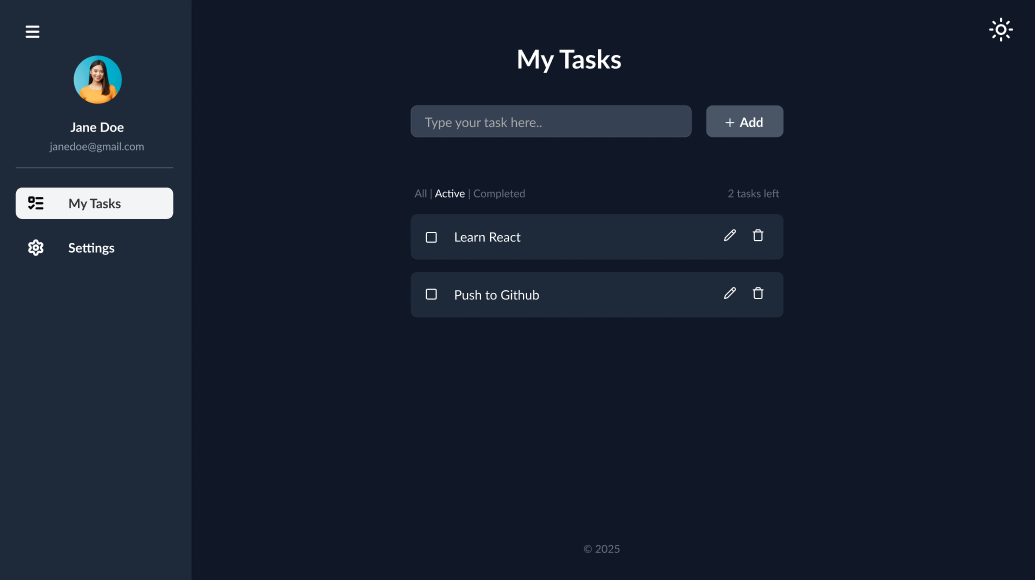 Jane Doe
janedoe@gmail.com
My Tasks
Settings
My Tasks
Type your task here..
+ Add
All | Active | Completed
2 tasks left
Learn React
Push to Github
© 2025